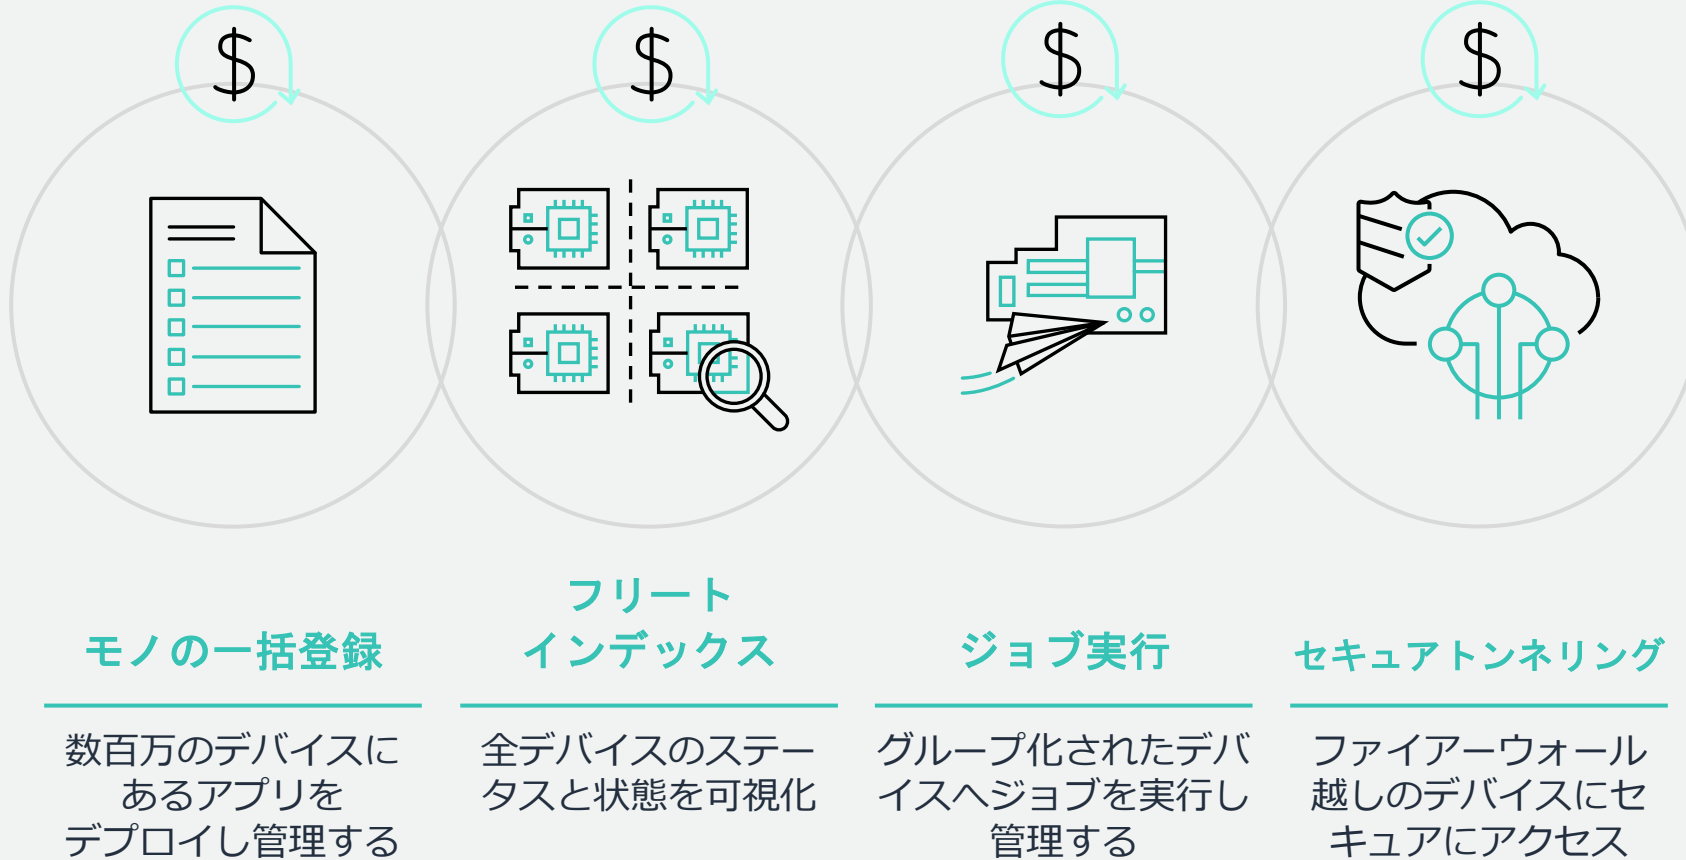 $
$
$
$
モノの一括登録
数百万のデバイスに
あるアプリを
デプロイし管理する
フリート
インデックス
全デバイスのステー
タスと状態を可視化
ジョブ実行
グループ化されたデバ
イスへジョブを実行し
管理する
セキュアトンネリング
ファイアーウォール
越しのデバイスにセ
キュアにアクセス